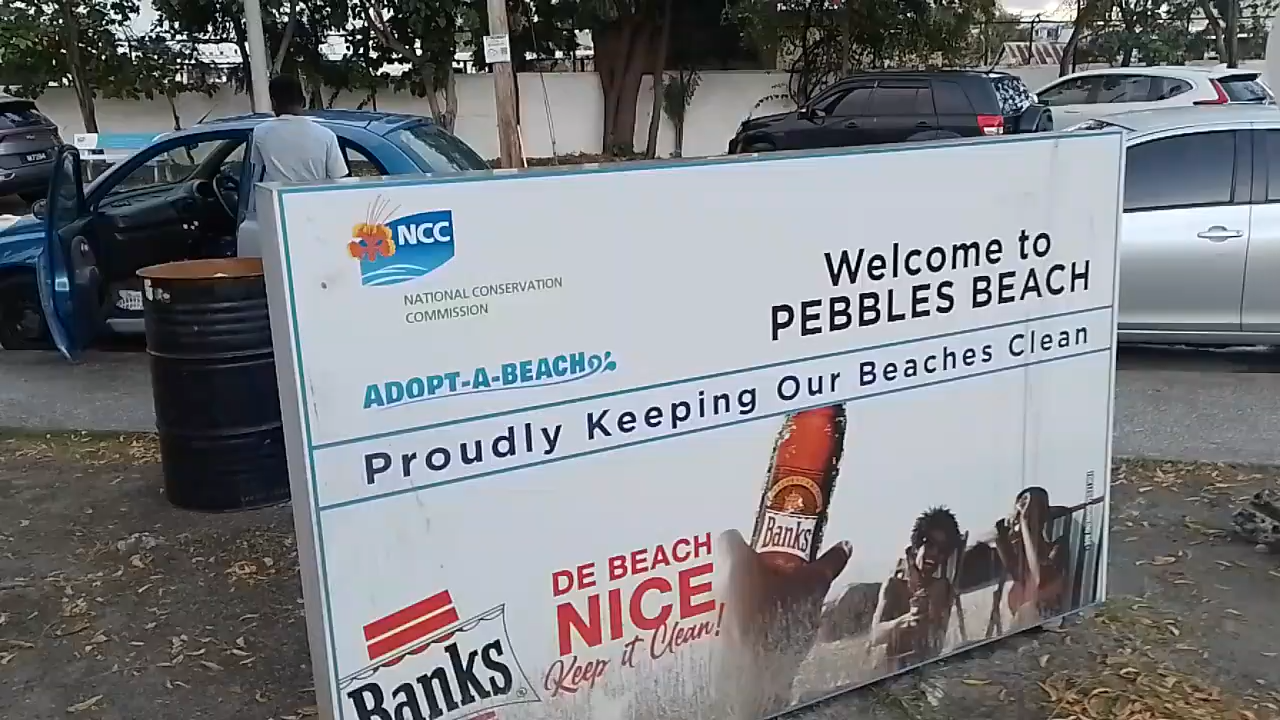 NCC
NATIONAL CONSERVATION
COMMISSION
Welcome to
PEBBLES BEACH
ADOPT-A-BEACH
Proudly Keeping Our Beaches Clean
Banks
DE BEACH
NICE
Keep it Clean!
Banks